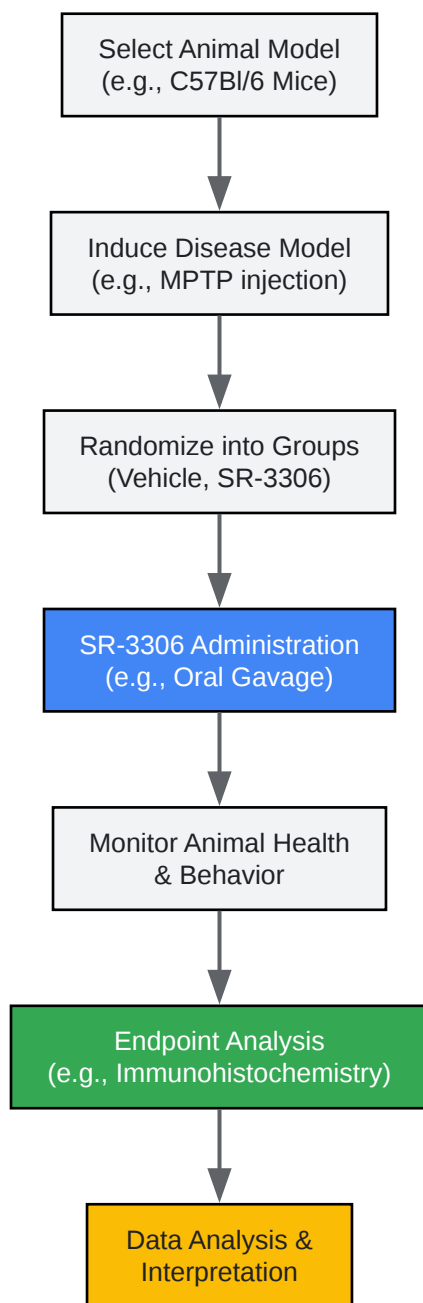 Select Animal Model
(e.g., C57Bl/6 Mice)
Induce Disease Model
(e.g., MPTP injection)
Randomize into Groups
(Vehicle, SR-3306)
SR-3306 Administration
(e.g., Oral Gavage)
Monitor Animal Health
& Behavior
Endpoint Analysis
(e.g., Immunohistochemistry)
Data Analysis &
Interpretation